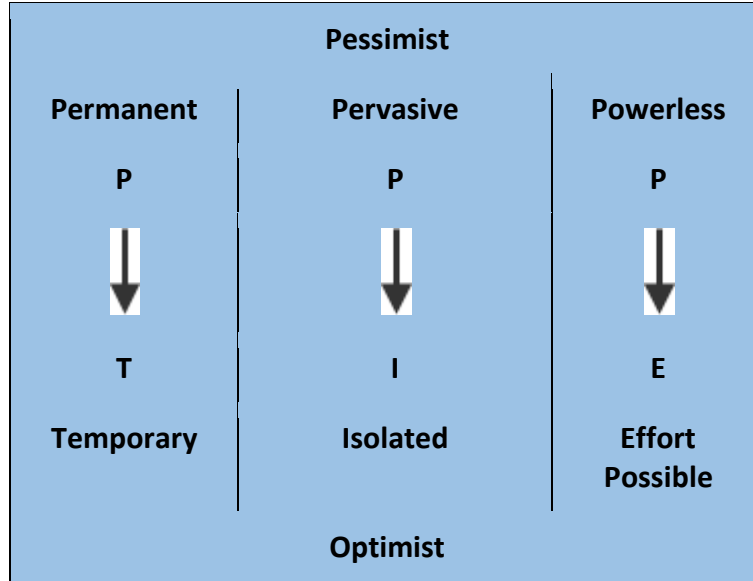 Pessimist
Permanent Pervasive Powerless
P P P
T I E
Temporary Isolated Effort
Possible
Optimist